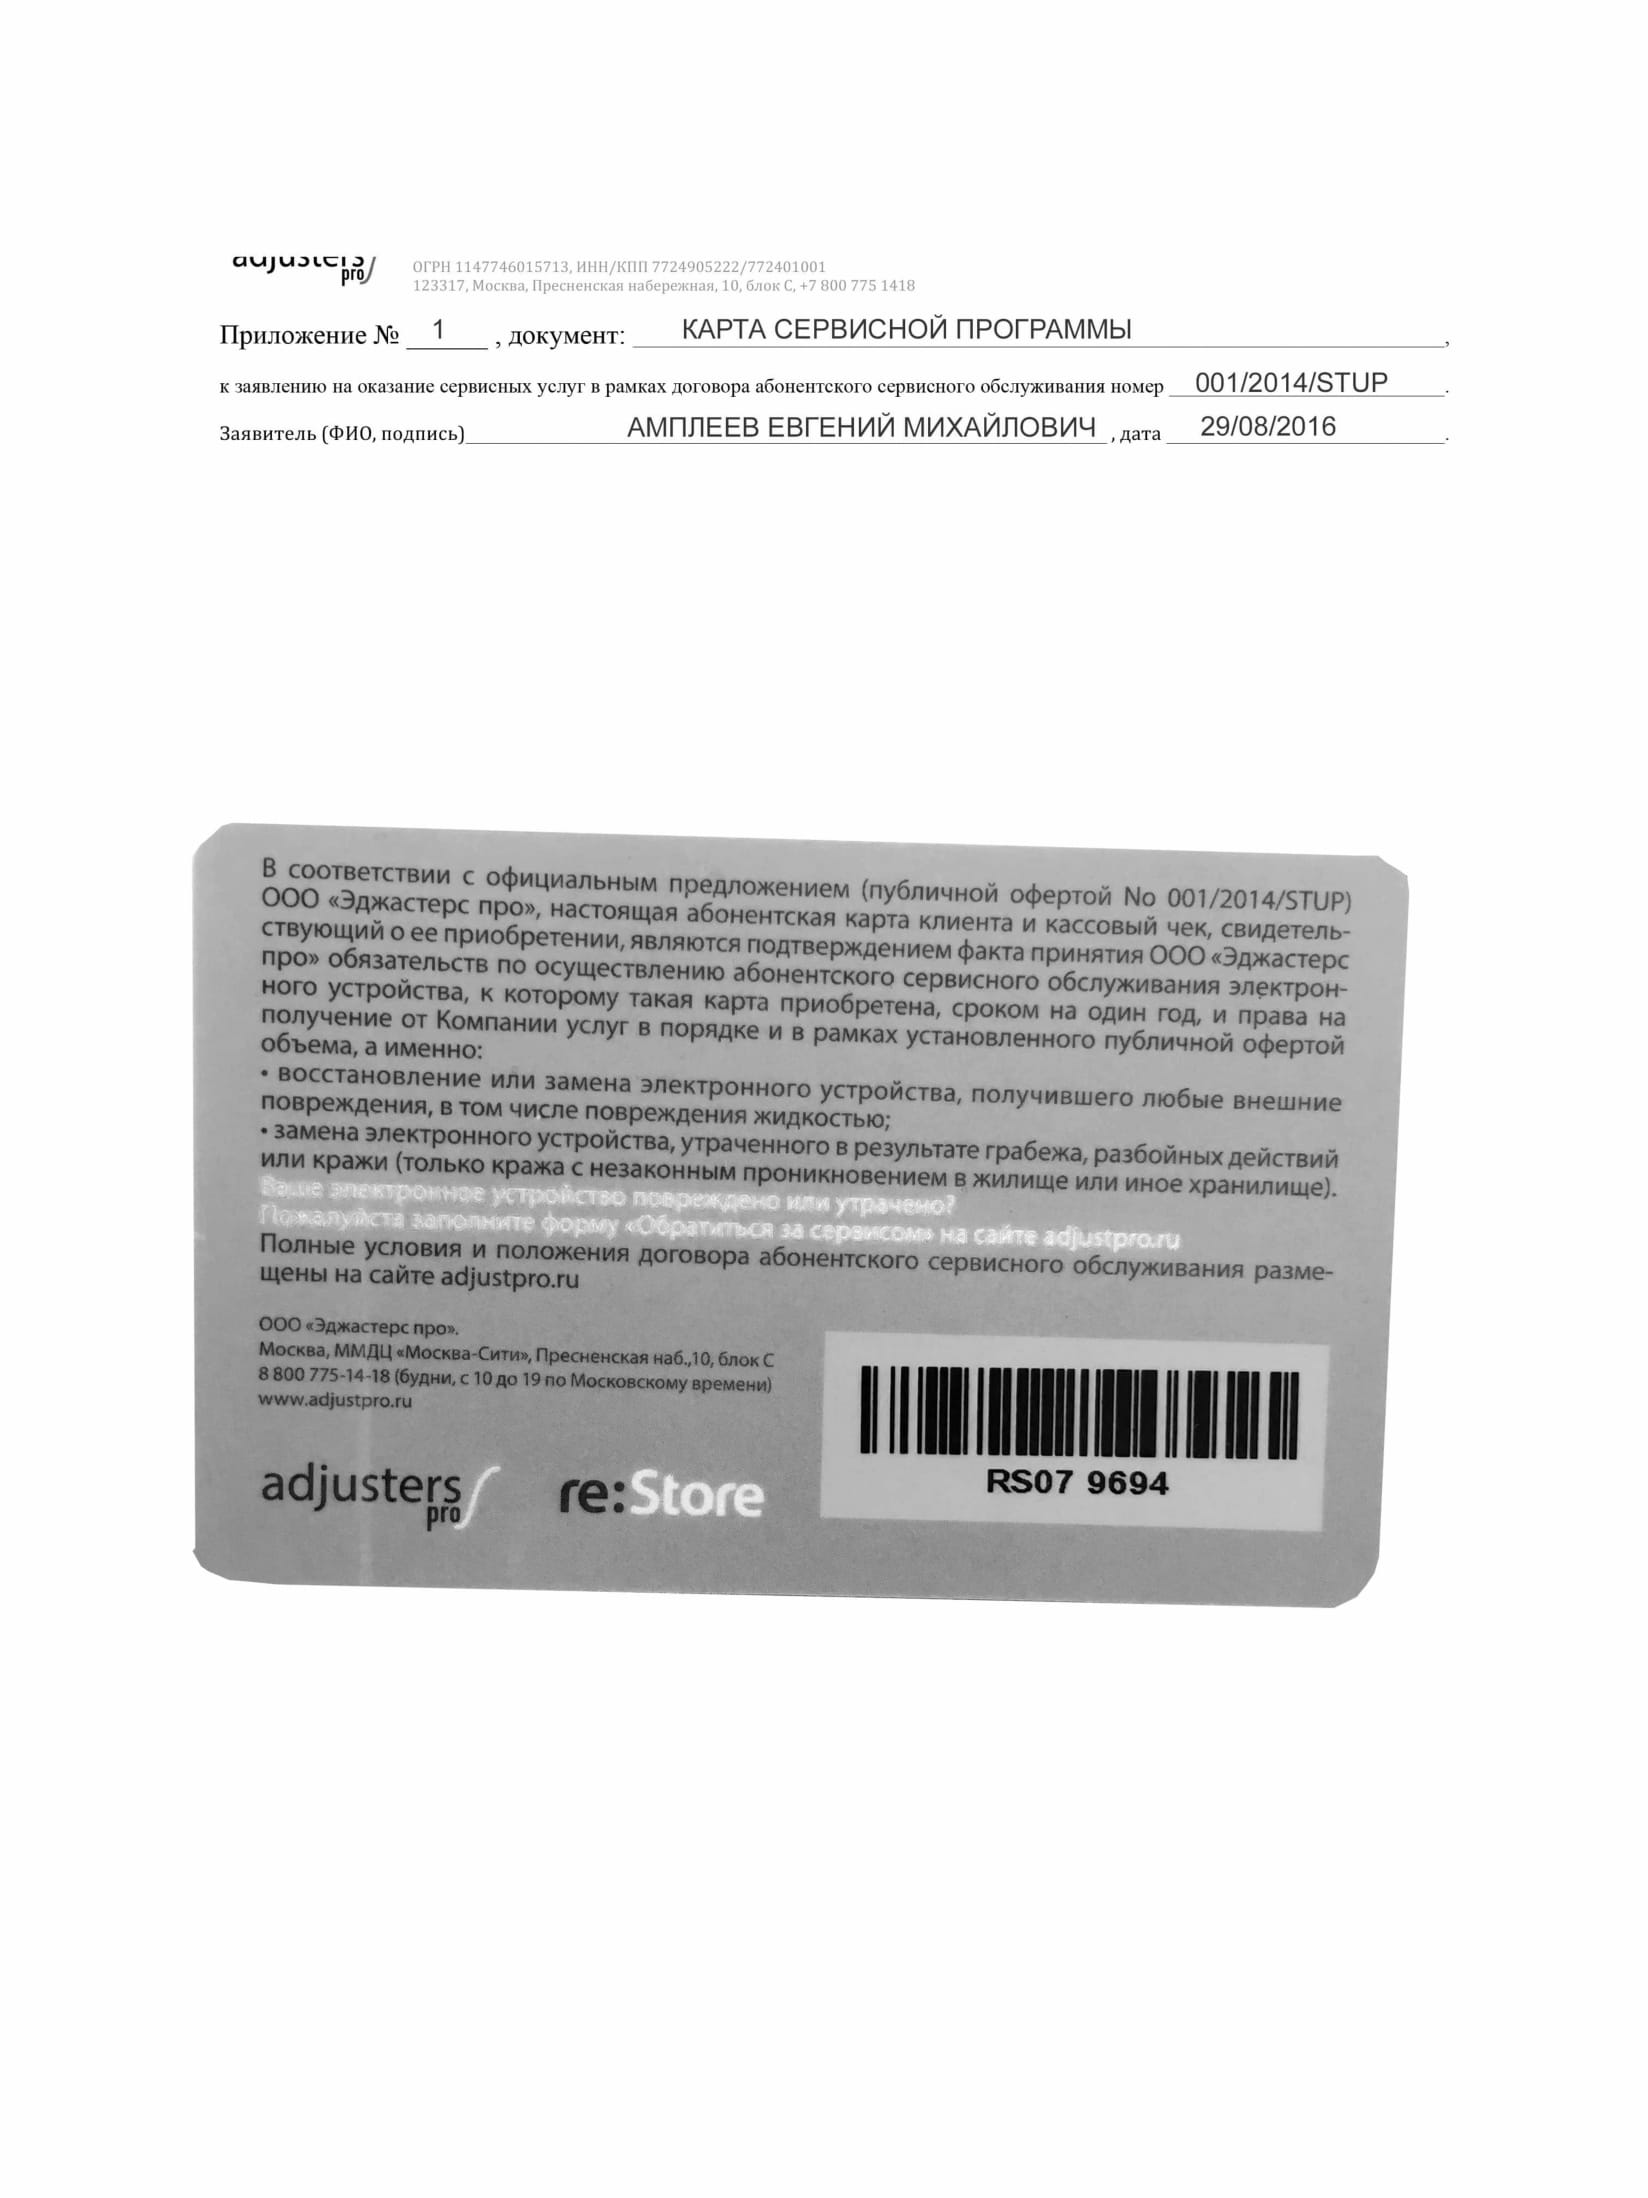 adjusters
pro
ОГРН 1147746015713, ИНН/КПП 7724905222/772401001
123317, Москва, Пресненская набережная, 10, блок С, +7 800 775 1418
Приложение № 1 , документ: КАРТА СЕРВИСНОЙ ПРОГРАММЫ ,
к заявлению на оказание сервисных услуг в рамках договора абонентского сервисного обслуживания номер 001/2014/STUP .
Заявитель (ФИО, подпись) АМПЛЕЕВ ЕВГЕНИЙ МИХАЙЛОВИЧ , дата 29/08/2016 .
В соответствии с официальным предложением (публичной офертой No 001/2014/STUP)
ООО «Эджастерс про», настоящая абонентская карта клиента и кассовый чек, свидетель-
ствующий о ее приобретении, являются подтверждением факта принятия ООО «Эджастерс
про» обязательств по осуществлению абонентского сервисного обслуживания электрон-
ного устройства, к которому такая карта приобретена, сроком на один год, и права на
получение от Компании услуг в порядке и в рамках установленного публичной офертой
объема, а именно:
• восстановление или замена электронного устройства, получившего любые внешние
повреждения, в том числе повреждения жидкостью;
• замена электронного устройства, утраченного в результате грабежа, разбойных действий
или кражи (только кража с незаконным проникновением в жилище или иное хранилище).
Ваше электронное устройство повреждено или утрачено?
Пожалуйста заполните форму «Обратиться за сервисом» на сайте adjustpro.ru
Полные условия и положения договора абонентского сервисного обслуживания разме-
щены на сайте adjustpro.ru
ООО «Эджастерс про».
Москва, ММДЦ «Москва-Сити», Пресненская наб.,10, блок С
8 800 775-14-18 (будни, с 10 до 19 по Московскому времени)
www.adjustpro.ru
adjusters
pro
re:Store
RS07 9694